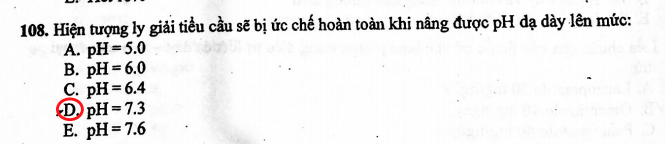 108. Hiện tượng ly giải tiểu cầu sẽ bị ức chế hoàn toàn khi nâng được pH dạ dày lên mức:
A. pH = 5.0
B. pH = 6.0
C. pH = 6.4
D. pH = 7.3
E. pH = 7.6